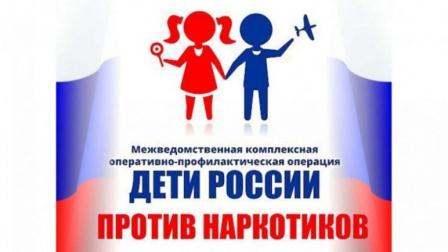 Межведомственная комплексная
оперативно-профилактическая операция
ДЕТИ РОССИИ
ПРОТИВ НАРКОТИКОВ